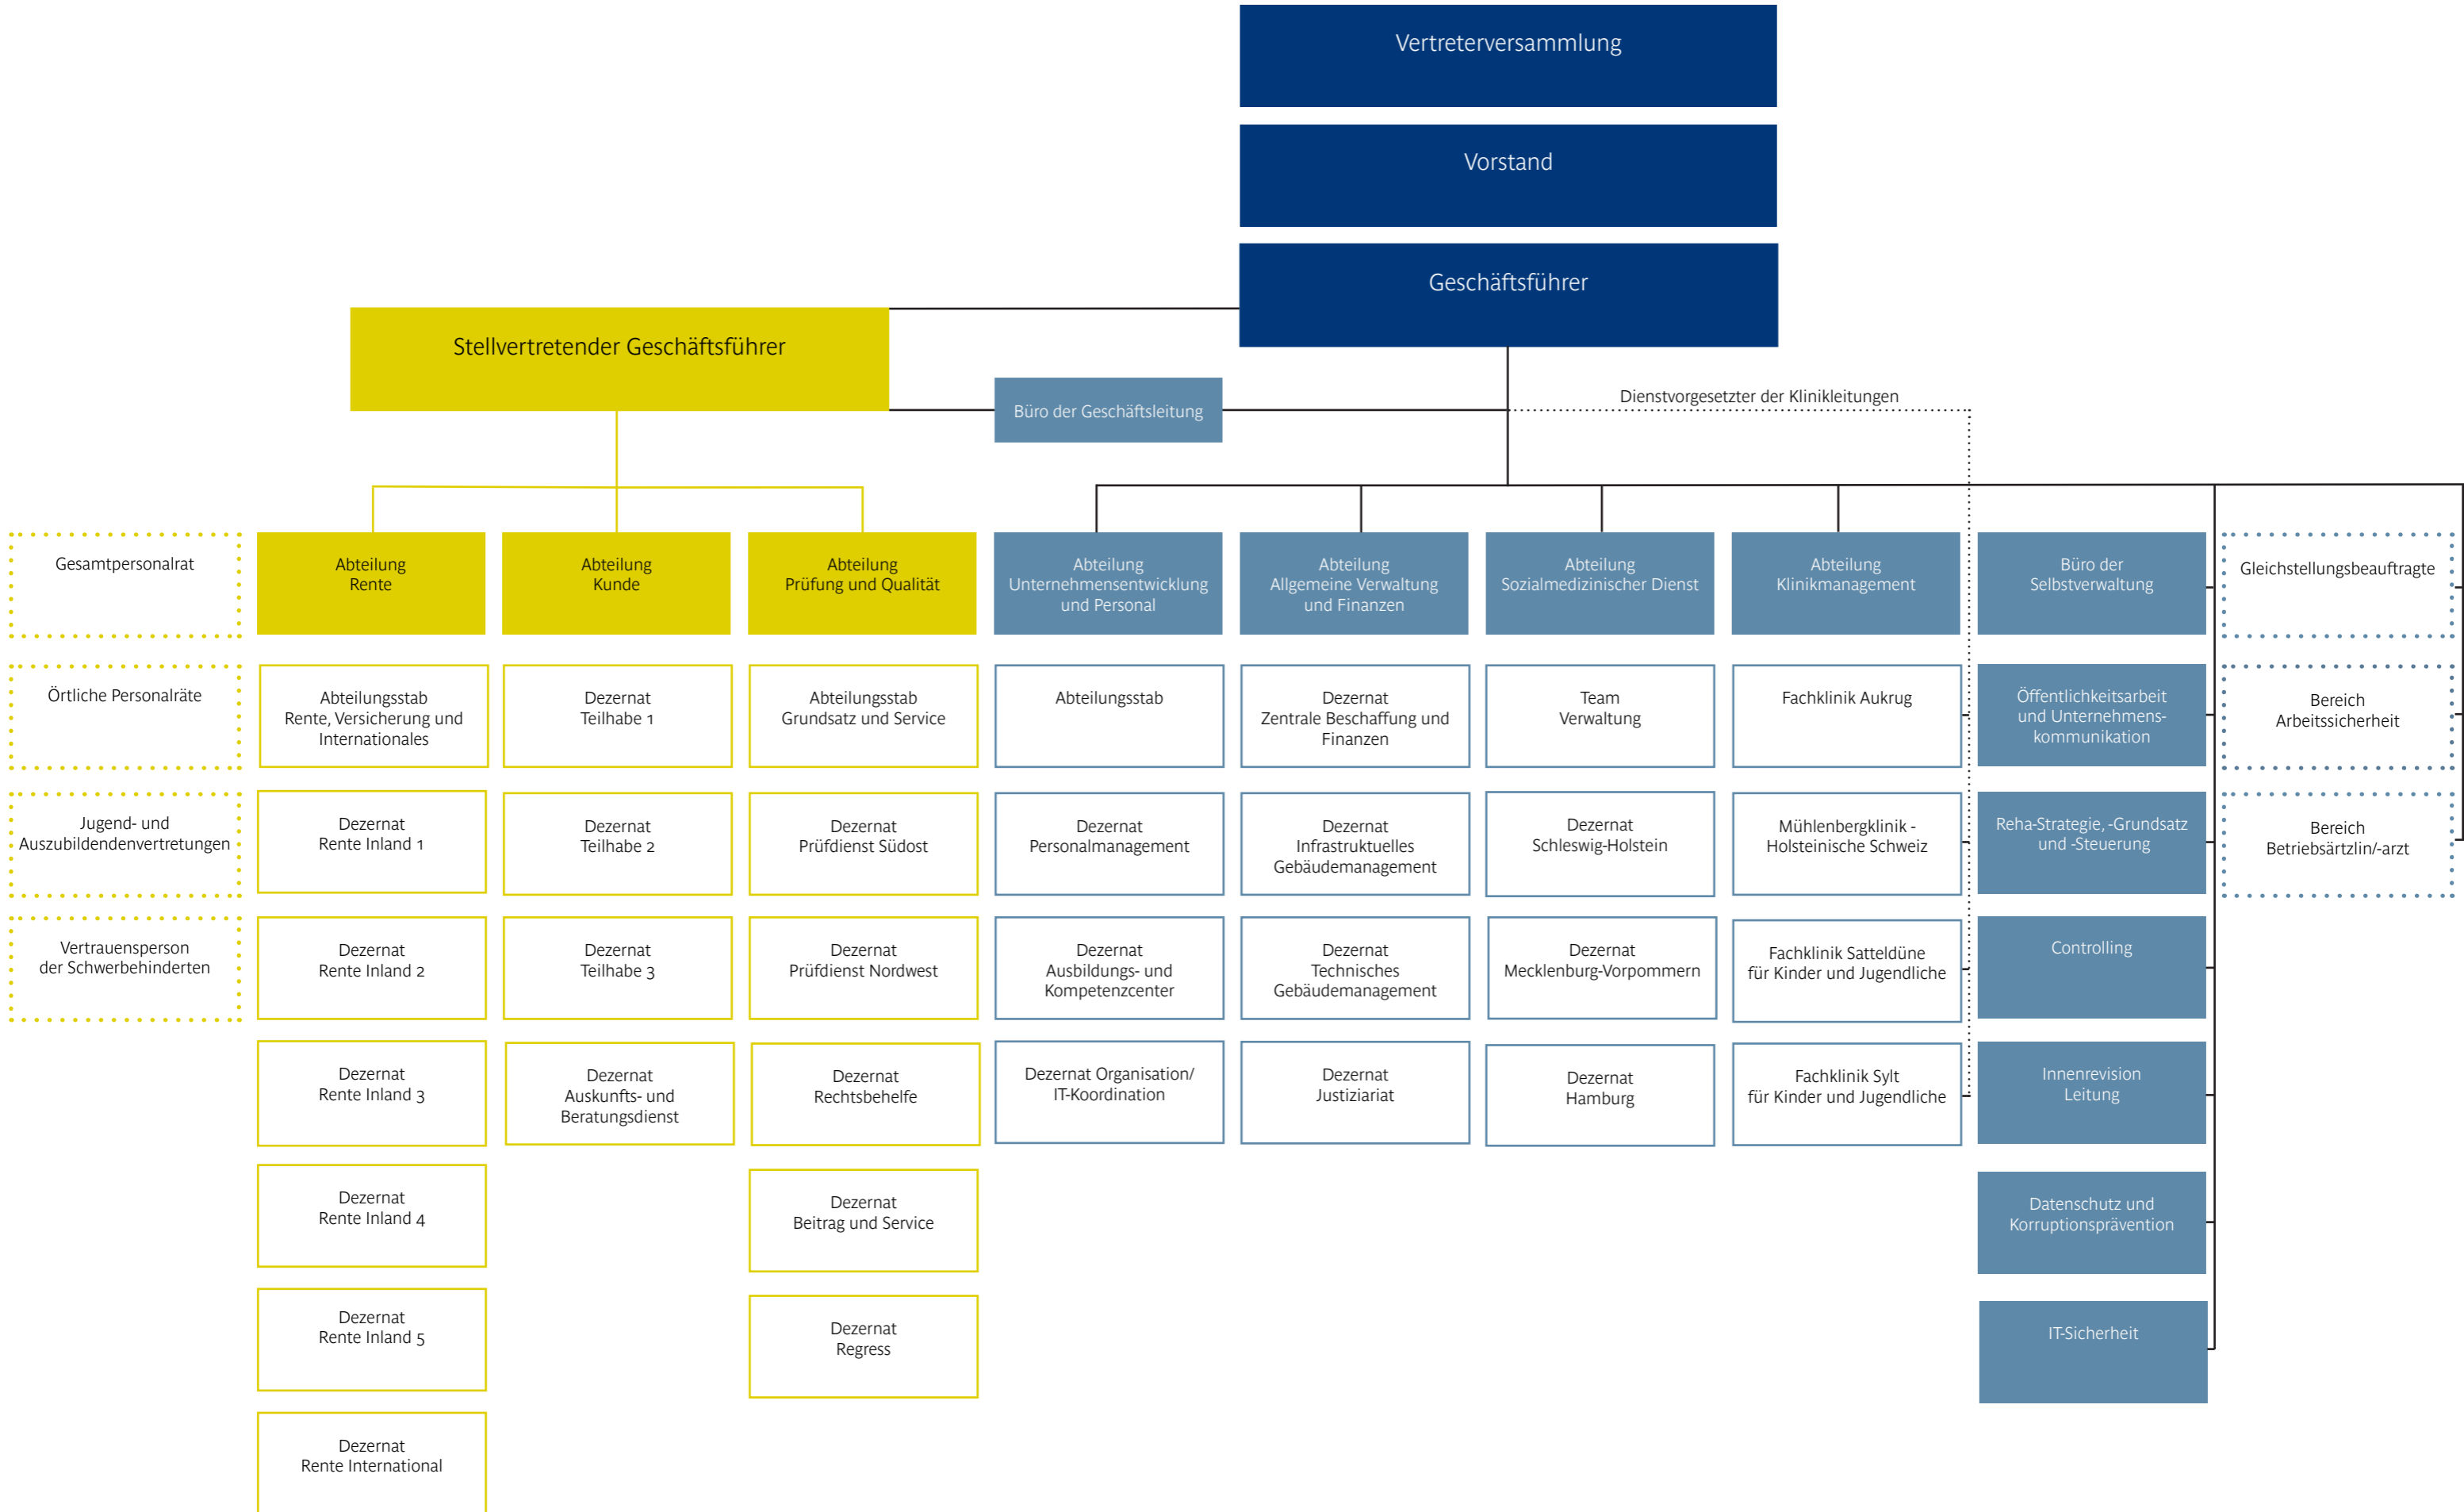 Vertreterversammlung
Vorstand
Geschäftsführer
Stellvertretender Geschäftsführer
Büro der Geschäftsleitung
Dienstvorgesetzter der Klinikleitungen
Gesamtpersonalrat
Örtliche Personalräte
Jugend- und
Auszubildendenvertretungen
Vertrauensperson
der Schwerbehinderten
Abteilung
Rente
Abteilungsstab
Rente, Versicherung und
Internationales
Dezernat
Rente Inland 1
Dezernat
Rente Inland 2
Dezernat
Rente Inland 3
Dezernat
Rente Inland 4
Dezernat
Rente Inland 5
Dezernat
Rente International
Abteilung
Kunde
Dezernat
Teilhabe 1
Dezernat
Teilhabe 2
Dezernat
Teilhabe 3
Dezernat
Auskunfts- und
Beratungsdienst
Abteilung
Prüfung und Qualität
Abteilungsstab
Grundsatz und Service
Dezernat
Prüfdienst Südost
Dezernat
Prüfdienst Nordwest
Dezernat
Rechtsbehelfe
Dezernat
Beitrag und Service
Dezernat
Regress
Abteilung
Unternehmensentwicklung
und Personal
Abteilungsstab
Dezernat
Personalmanagement
Dezernat
Ausbildungs- und
Kompetenzcenter
Dezernat Organisation/
IT-Koordination
Abteilung
Allgemeine Verwaltung
und Finanzen
Dezernat
Zentrale Beschaffung und
Finanzen
Dezernat
Infrastruktuelles
Gebäudemanagement
Dezernat
Technisches
Gebäudemanagement
Dezernat
Justiziariat
Abteilung
Sozialmedizinischer Dienst
Team
Verwaltung
Dezernat
Schleswig-Holstein
Dezernat
Mecklenburg-Vorpommern
Dezernat
Hamburg
Abteilung
Klinikmanagement
Fachklinik Aukrug
Mühlenbergklinik -
Holsteinische Schweiz
Fachklinik Satteldüne
für Kinder und Jugendliche
Fachklinik Sylt
für Kinder und Jugendliche
Büro der
Selbstverwaltung
Öffentlichkeitsarbeit
und Unternehmens-
kommunikation
Reha-Strategie, -Grundsatz
und -Steuerung
Controlling
Innenrevision
Leitung
Datenschutz und
Korruptionsprävention
IT-Sicherheit
Gleichstellungsbeauftragte
Bereich
Arbeitssicherheit
Bereich
Betriebsärtzlin/-arzt